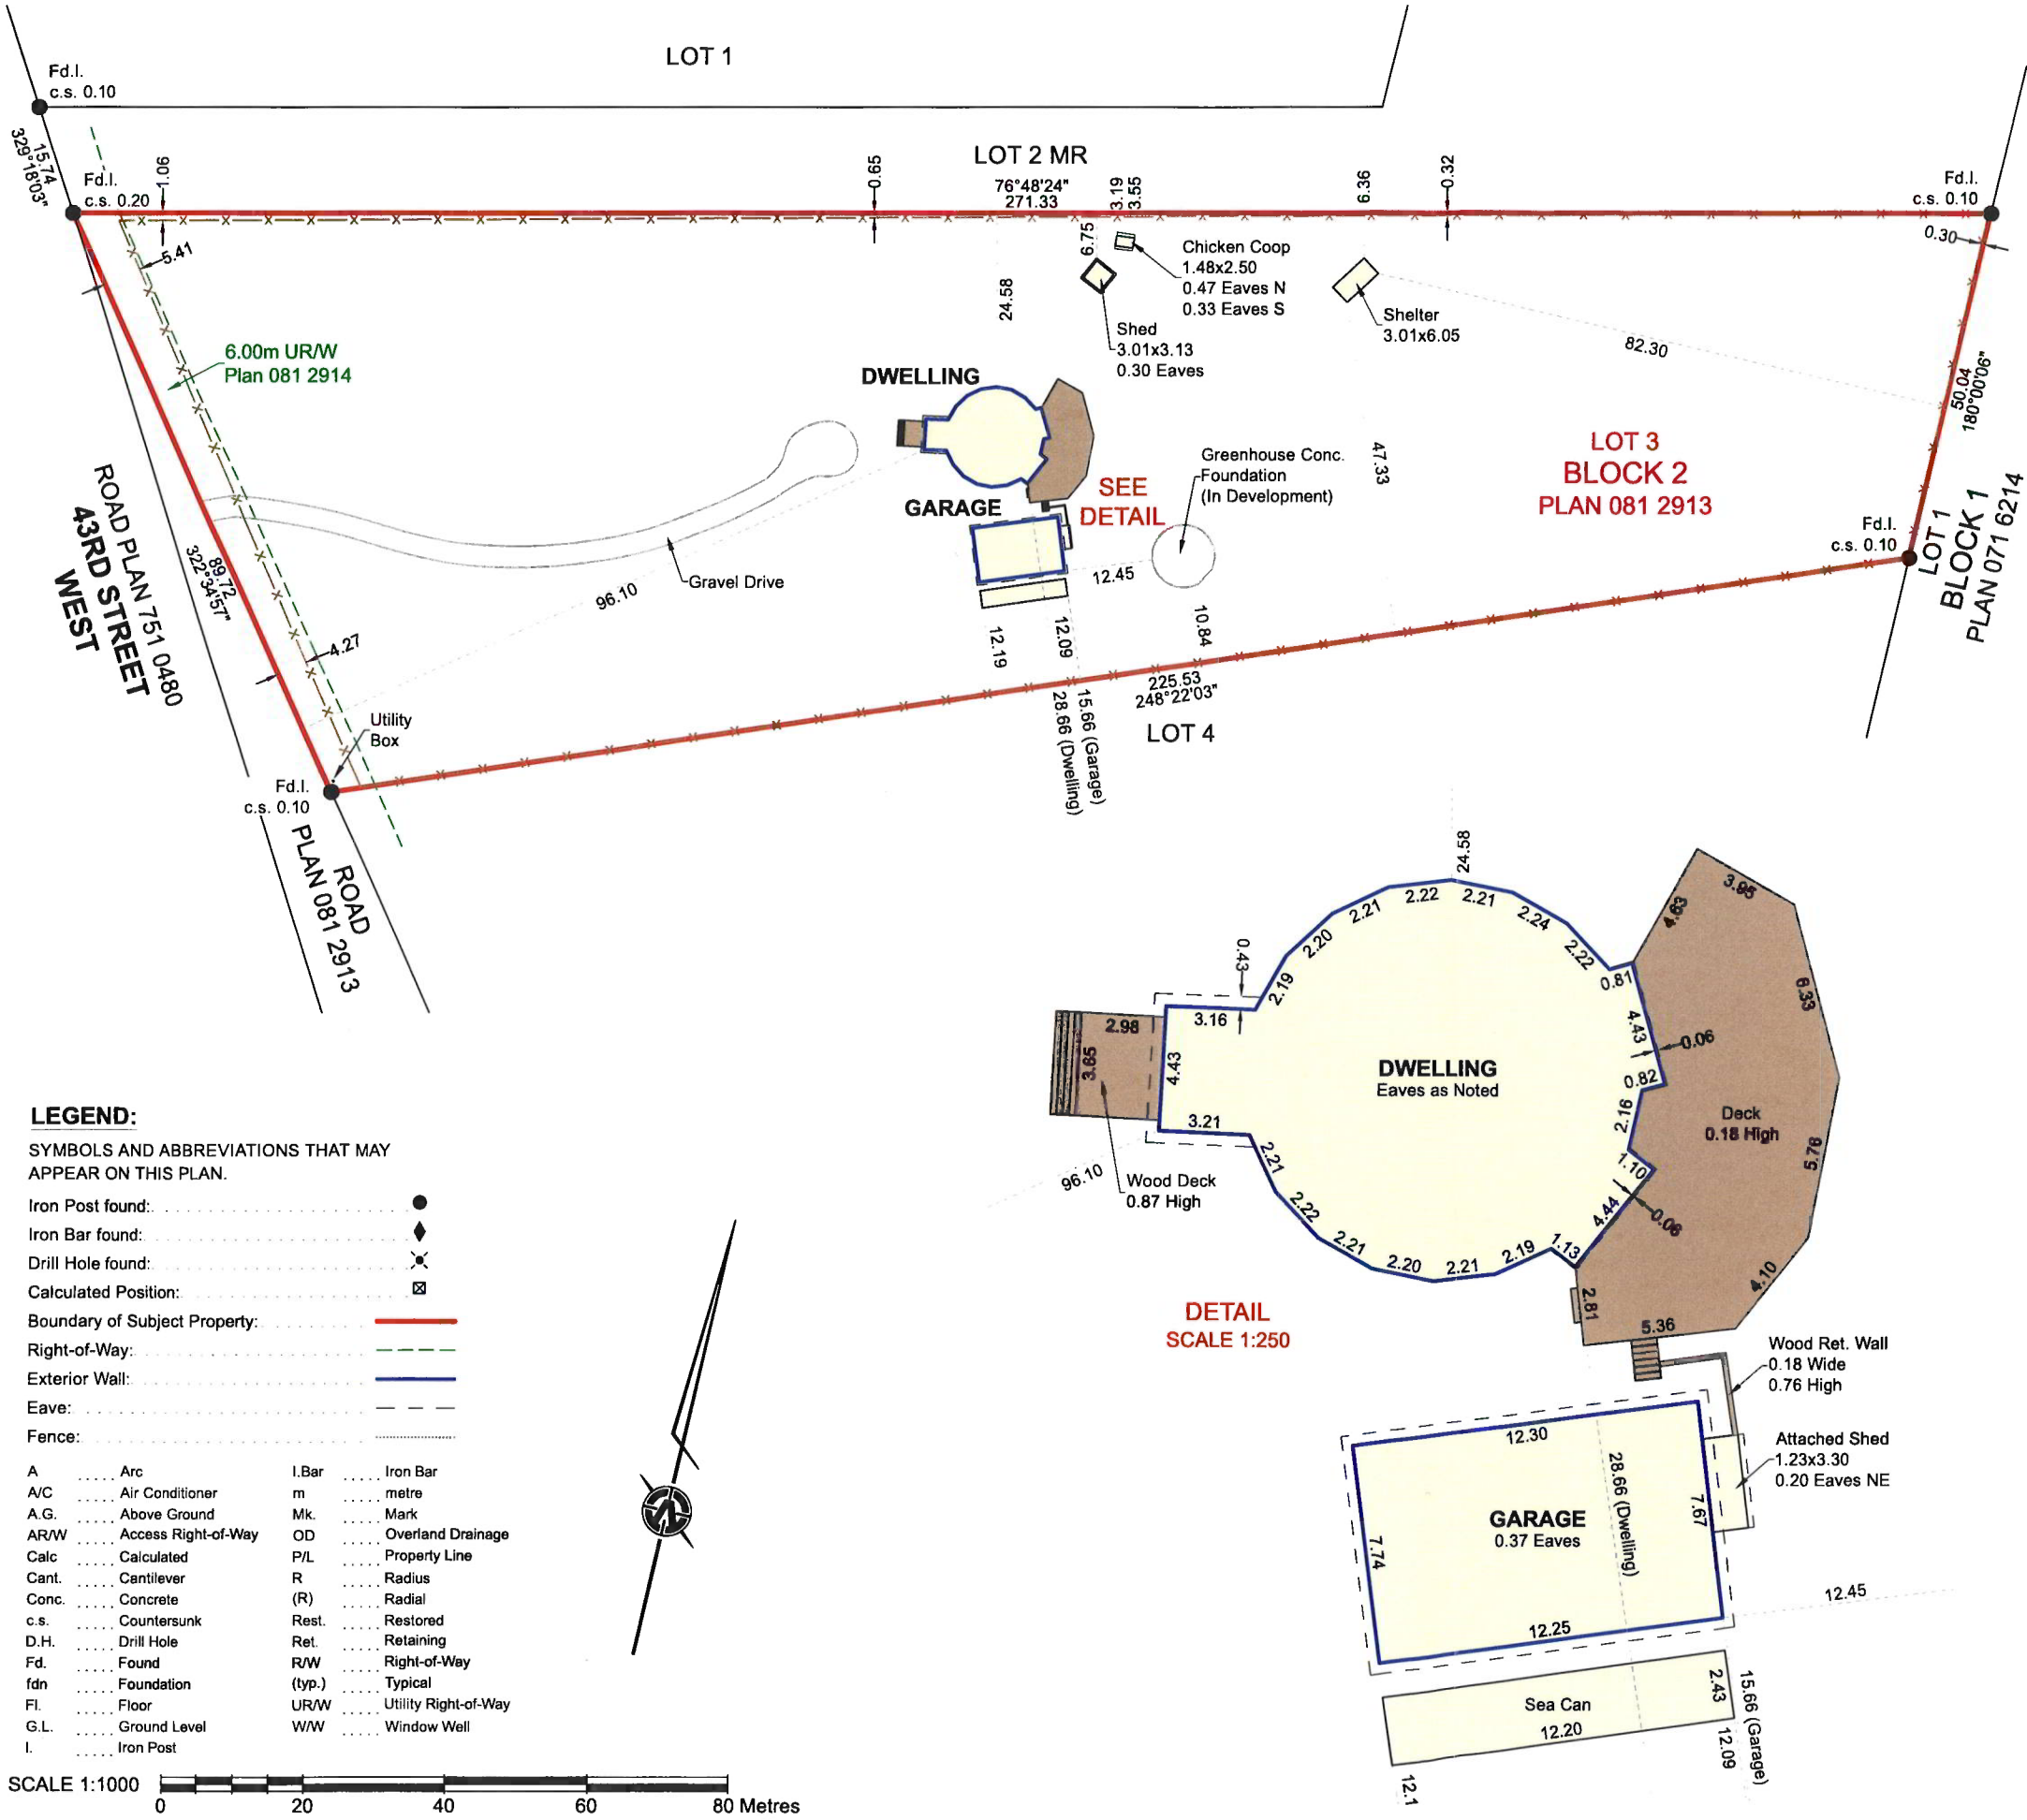 LOT 1
Fd.I.
c.s. 0.10
15.74
329°18'03"
Fd.I.
c.s. 0.20
1.06
0.65
LOT 2 MR
76°48'24"
271.33
3.19
3.55
6.36
0.32
Fd.I.
c.s. 0.10
0.30
5.41
6.75
Chicken Coop
1.48x2.50
0.47 Eaves N
0.33 Eaves S
24.58
Shed
3.01x3.13
0.30 Eaves
Shelter
3.01x6.05
82.30
50.04
180°00'06"
6.00m UR/W
Plan 081 2914
DWELLING
GARAGE
SEE
DETAIL
Greenhouse Conc.
Foundation
(In Development)
47.33
LOT 3
BLOCK 2
PLAN 081 2913
Fd.I.
c.s. 0.10
LOT 1
BLOCK 1
PLAN 071 6214
ROAD PLAN 751 0480
43RD STREET
WEST
89.72
322°34'57"
Gravel Drive
96.10
12.45
4.27
12.19
12.09
10.84
225.53
248°22'03"
15.66 (Garage)
28.66 (Dwelling)
LOT 4
Utility
Box
Fd.I.
c.s. 0.10
ROAD
PLAN 081 2913
24.58
2.19
2.20
2.21
2.22
2.21
2.24
2.22
0.81
4.63
3.95
6.33
5.76
4.10
5.36
2.81
0.43
3.16
2.98
3.65
4.43
3.21
DWELLING
Eaves as Noted
4.43
0.06
0.82
2.16
1.10
4.44
0.06
1.13
Deck
0.18 High
96.10
Wood Deck
0.87 High
2.21
2.22
2.21
2.20
2.21
2.19
DETAIL
SCALE 1:250
Wood Ret. Wall
0.18 Wide
0.76 High
12.30
Attached Shed
1.23x3.30
0.20 Eaves NE
GARAGE
0.37 Eaves
28.66 (Dwelling)
7.67
7.74
12.25
12.45
Sea Can
12.20
2.43
15.66 (Garage)
12.09
12.1
LEGEND:
SYMBOLS AND ABBREVIATIONS THAT MAY
APPEAR ON THIS PLAN.
Iron Post found:
Iron Bar found:
Drill Hole found:
Calculated Position:
Boundary of Subject Property:
Right-of-Way:
Exterior Wall:
Eave:
Fence:
A ..... Arc
A/C ..... Air Conditioner
A.G. ..... Above Ground
AR/W ..... Access Right-of-Way
Calc ..... Calculated
Cant. ..... Cantilever
Conc. ..... Concrete
c.s. ..... Countersunk
D.H. ..... Drill Hole
Fd. ..... Found
fdn ..... Foundation
Fl. ..... Floor
G.L. ..... Ground Level
I. ..... Iron Post
I.Bar ..... Iron Bar
m ..... metre
Mk. ..... Mark
OD ..... Overland Drainage
P/L ..... Property Line
R ..... Radius
(R) ..... Radial
Rest. ..... Restored
Ret. ..... Retaining
R/W ..... Right-of-Way
(typ.) ..... Typical
UR/W ..... Utility Right-of-Way
W/W ..... Window Well
SCALE 1:1000
0 20 40 60 80 Metres